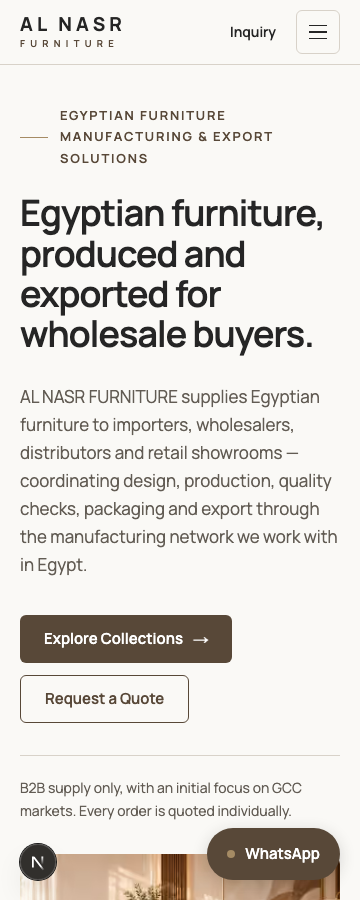 AL NASR
FURNITURE
Inquiry
EGYPTIAN FURNITURE
MANUFACTURING & EXPORT
SOLUTIONS
Egyptian furniture,
produced and
exported for
wholesale buyers.
AL NASR FURNITURE supplies Egyptian
furniture to importers, wholesalers,
distributors and retail showrooms —
coordinating design, production, quality
checks, packaging and export through
the manufacturing network we work with
in Egypt.
Explore Collections →
Request a Quote
B2B supply only, with an initial focus on GCC
markets. Every order is quoted individually.
N
WhatsApp